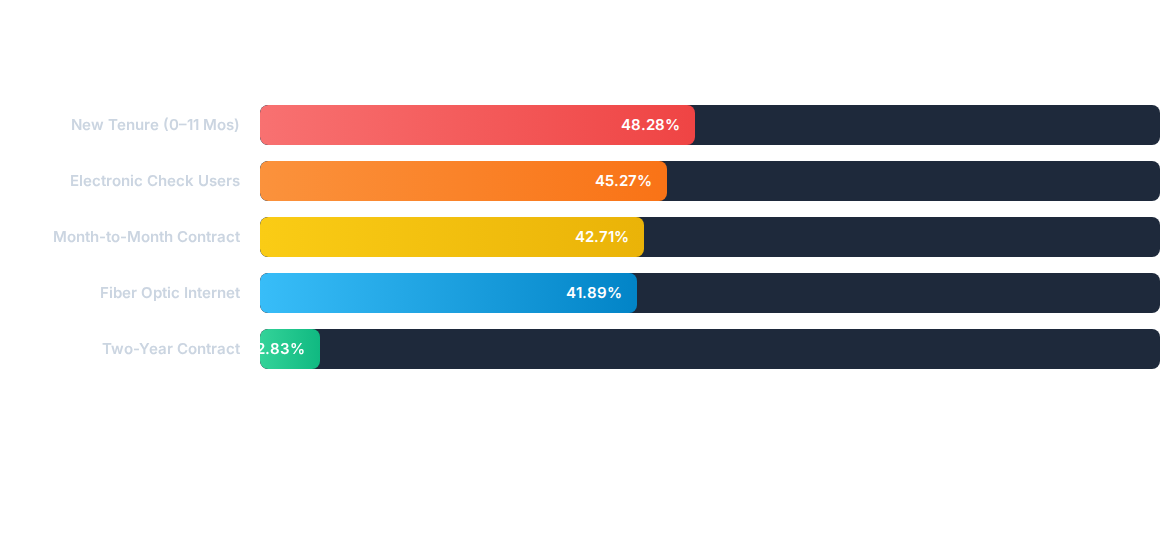 New Tenure (0–11 Mos) 48.28%
Electronic Check Users 45.27%
Month-to-Month Contract 42.71%
Fiber Optic Internet 41.89%
Two-Year Contract 2.83%